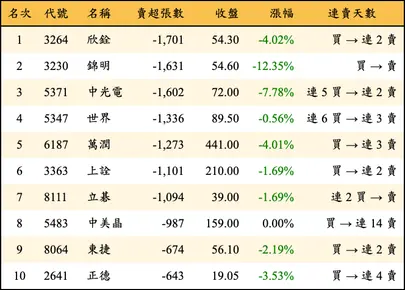 名次 代號 名稱 賣超張數 收盤 漲幅 連賣天數
1 3264 欣銓 -1,701 54.30 -4.02% 買→連 2 賣
2 3230 錦明 -1,631 54.60 -12.35% 買→賣
3 5371 中光電 -1,602 72.00 -7.78% 連 5 買→連 2 賣
4 5347 世界 -1,336 89.50 -0.56% 連 6 買→連 3 賣
5 6187 萬潤 -1,273 441.00 -4.01% 買→連 3 賣
6 3363 上詮 -1,101 210.00 -1.69% 買→連 2 賣
7 8111 立碁 -1,094 39.00 -1.69% 連 2 買→賣
8 5483 中美晶 -987 159.00 0.00% 買→連 14 賣
9 8064 東捷 -674 56.10 -2.19% 買→連 2 賣
10 2641 正德 -643 19.05 -3.53% 買→連 4 賣